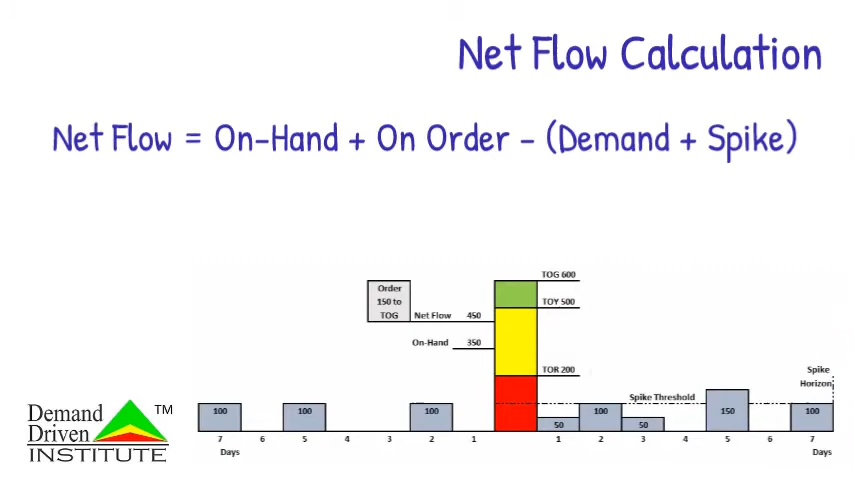 Net Flow Calculation
Net Flow = On-Hand + On Order - (Demand + Spike)
TOG 600
Order
150 to
TOG
Net Flow 450
TOY 500
On-Hand 350
TOR 200
Spike
Horizon
Spike Threshold
100 100 100 50 100 50 150 100
7 6 5 4 3 2 1 1 2 3 4 5 6 7
Days Days
Demand
Driven
INSTITUTE
TM